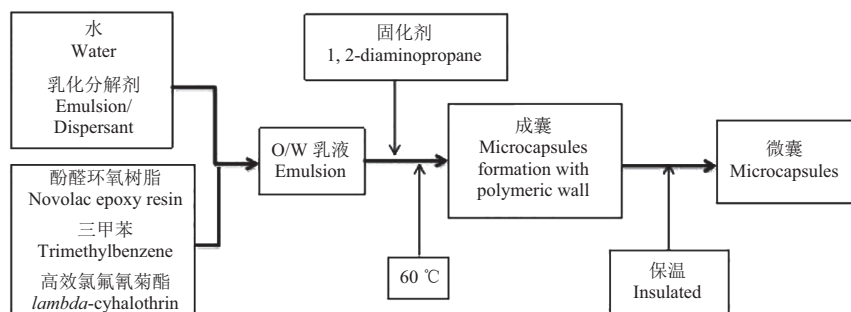 水
Water
乳化分解剂
Emulsion/
Dispersant
酚醛环氧树脂
Novolac epoxy resin
三甲苯
Trimethylbenzene
高效氯氟氰菊酯
lambda-cyhalothrin
O/W 乳液
Emulsion
固化剂
1, 2-diaminopropane
60 ℃
成囊
Microcapsules
formation with
polymeric wall
保温
Insulated
微囊
Microcapsules